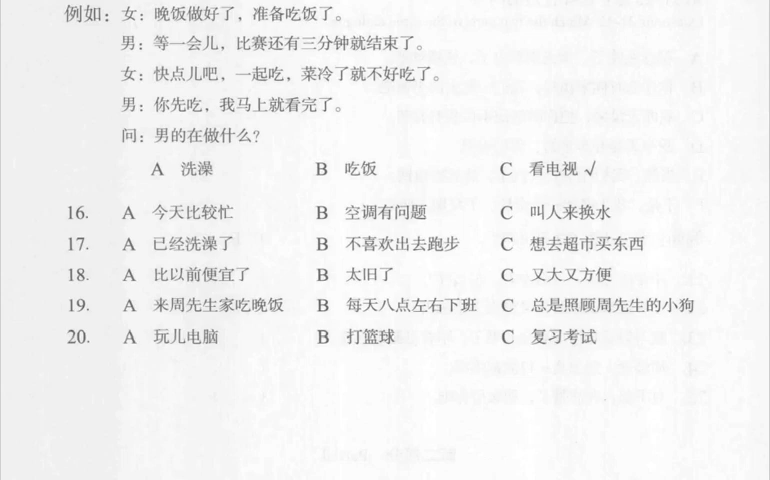 例如：女：晚饭做好了，准备吃饭了。
男：等一会儿，比赛还有三分钟就结束了。
女：快点儿吧，一起吃，菜冷了就不好吃了。
男：你先吃，我马上就看完了。
问：男的在做什么？
A 洗澡 B 吃饭 C 看电视 √
16. A 今天比较忙 B 空调有问题 C 叫人来换水
17. A 已经洗澡了 B 不喜欢出去跑步 C 想去超市买东西
18. A 比以前便宜了 B 太旧了 C 又大又方便
19. A 来周先生家吃晚饭 B 每天八点左右下班 C 总是照顾周先生的小狗
20. A 玩儿电脑 B 打篮球 C 复习考试